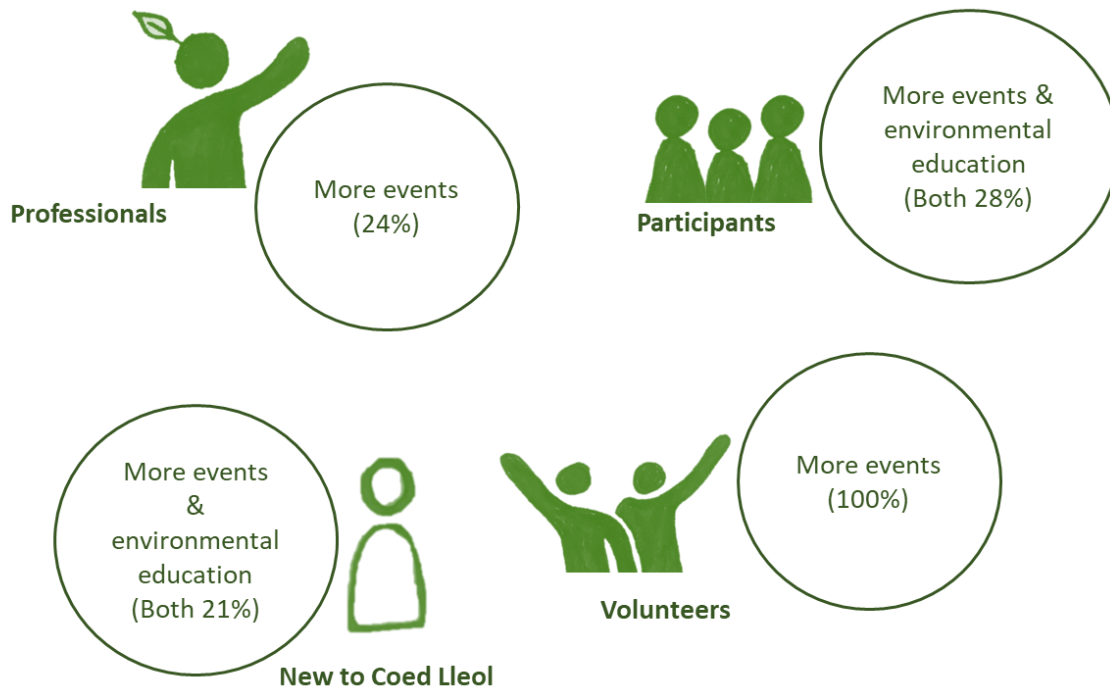 Professionals
More events
(24%)
Participants
More events &
environmental
education
(Both 28%)
More events
&
environmental
education
(Both 21%)
New to Coed Lleol
Volunteers
More events
(100%)